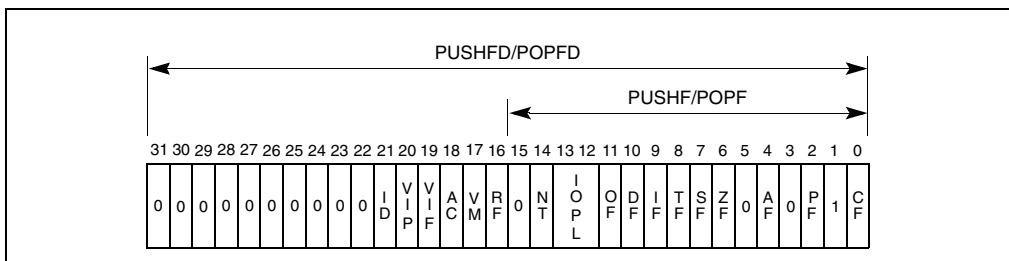 PUSHFD/POPFD
PUSHF/POPF
31 30 29 28 27 26 25 24 23 22 21 20 19 18 17 16 15 14 13 12 11 10 9 8 7 6 5 4 3 2 1 0
0 0 0 0 0 0 0 0 0 0 ID VIP VIF AC VM RF 0 NT IOPL OF DF IF TF SF ZF 0 AF 0 PF 1 CF